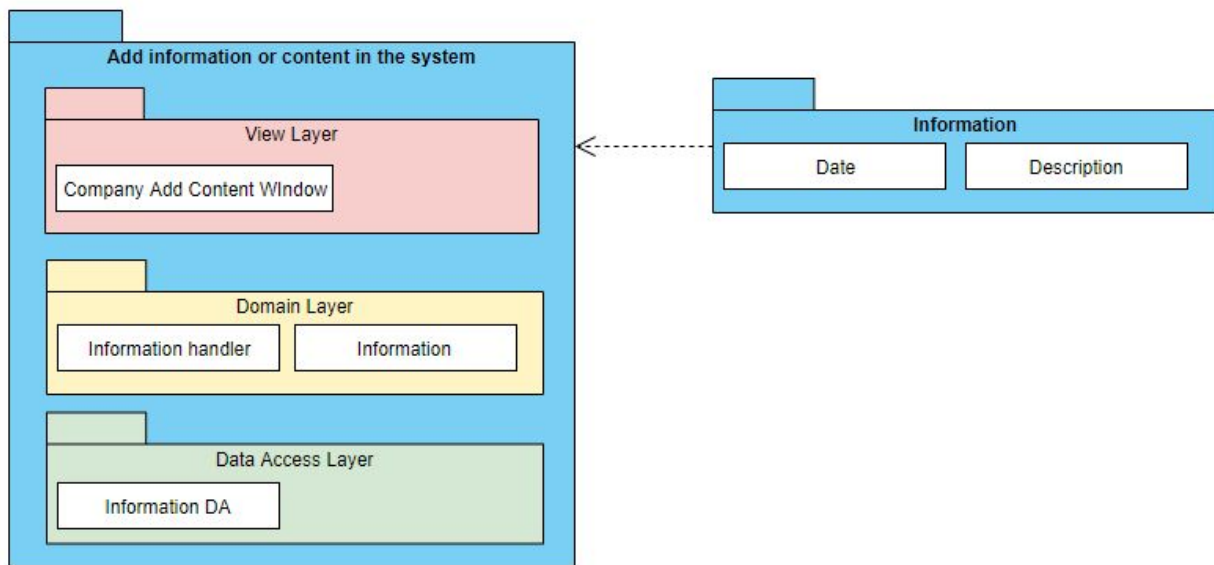 Add information or content in the system
View Layer
Company Add Content WIndow
Domain Layer
Information handler
Information
Data Access Layer
Information DA
Information
Date
Description